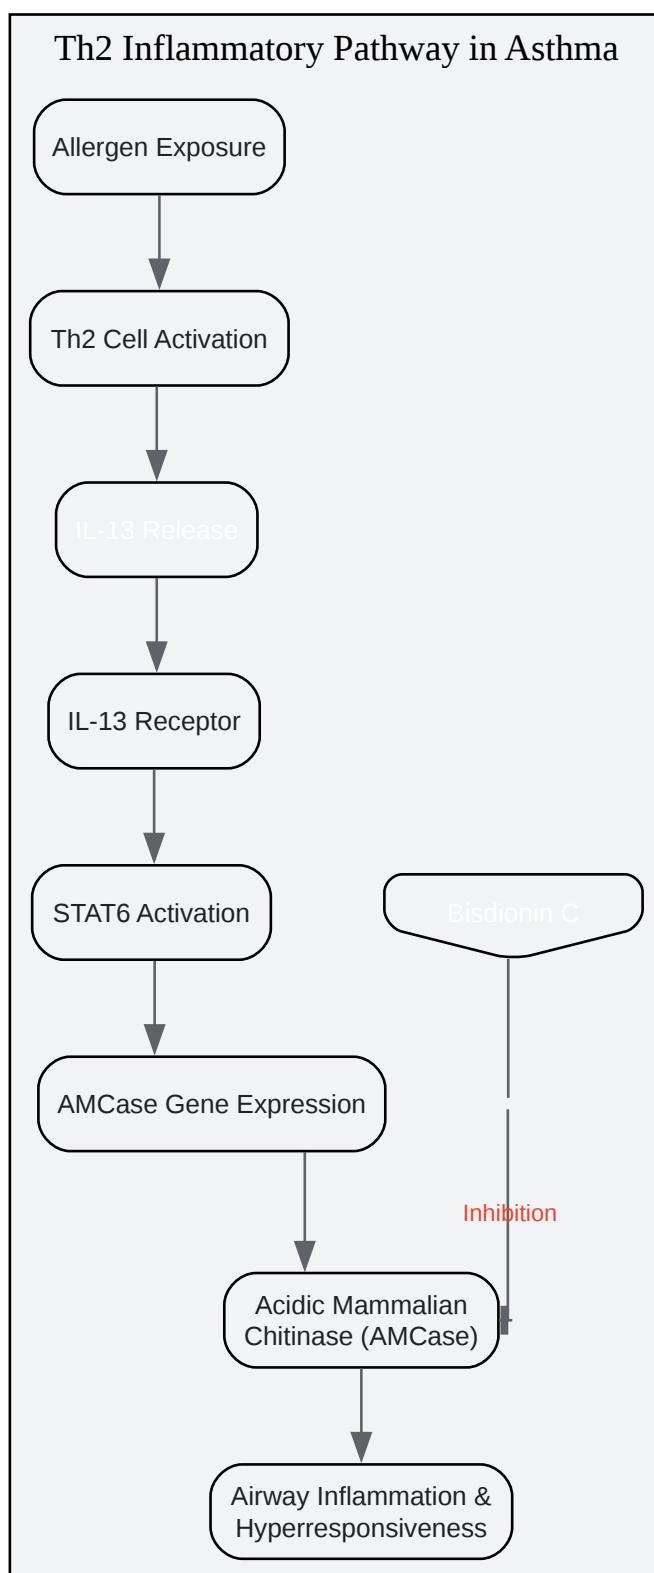 Th2 Inflammatory Pathway in Asthma
Allergen Exposure
Th2 Cell Activation
IL-13 Release
IL-13 Receptor
STAT6 Activation
Bisdionin C
AMCase Gene Expression
Inhibition
Acidic Mammalian
Chitinase (AMCase)
Airway Inflammation &
Hyperresponsiveness